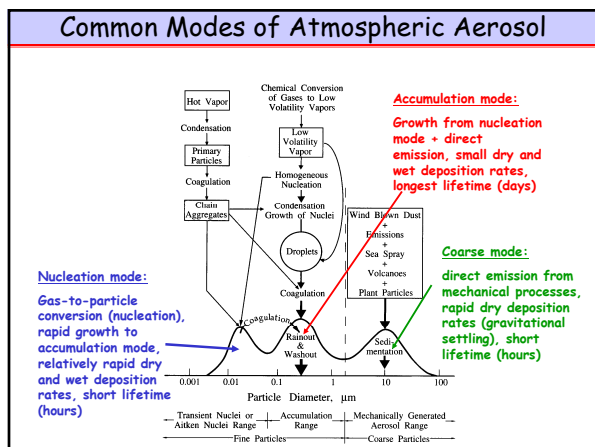 Common Modes of Atmospheric Aerosol
Hot Vapor
Condensation
Primary
Particles
Coagulation
Chain
Aggregates
Chemical Conversion
of Gases to Low
Volatility Vapors
Low
Volatility
Vapor
Homogeneous
Nucleation
Condensation
Growth of Nuclei
Droplets
Coagulation
Wind Blown Dust
+
Emissions
+
Sea Spray
+
Volcanoes
+
Plant Particles
Accumulation mode:
Growth from nucleation
mode + direct
emission, small dry and
wet deposition rates,
longest lifetime (days)
Coarse mode:
direct emission from
mechanical processes,
rapid dry deposition
rates (gravitational
settling), short
lifetime (hours)
Nucleation mode:
Gas-to-particle
conversion (nucleation),
rapid growth to
accumulation mode,
relatively rapid dry
and wet deposition
rates, short lifetime
(hours)
Coagulation
Rainout
&
Washout
Sedi-
mentation
0.001 0.01 0.1 1 10 100
Particle Diameter, μm
Transient Nuclei or
Aitken Nuclei Range
Accumulation
Range
Mechanically Generated
Aerosol Range
Fine Particles
Coarse Particles